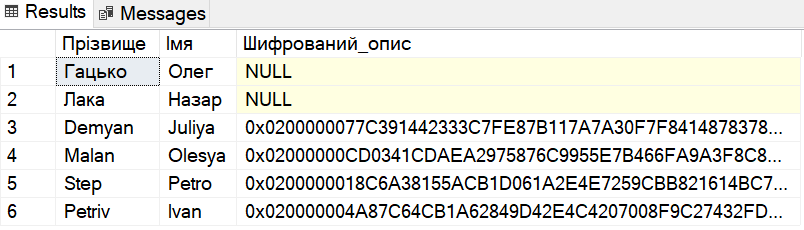 Results Messages
Прізвище Імя Шифрований_опис
1 Гацько Олег NULL
2 Лака Назар NULL
3 Demyan Juliya 0x0200000077C391442333C7FE87B117A7A30F7F8414878378...
4 Malan Olesya 0x02000000CD0341CDAEA2975876C9955E7B466FA9A3F8C8...
5 Step Petro 0x0200000018C6A38155ACB1D061A2E4E7259CBB821614BC7...
6 Petriv Ivan 0x020000004A87C64CB1A62849D42E4C4207008F9C27432FD...